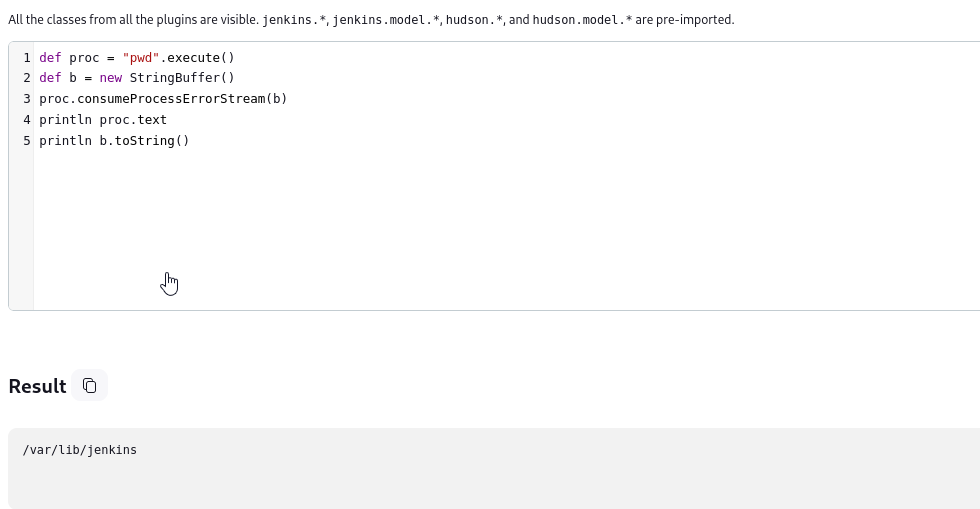 All the classes from all the plugins are visible. jenkins.*, jenkins.model.*, hudson.*, and hudson.model.* are pre-imported.
1 def proc = "pwd".execute()
2 def b = new StringBuffer()
3 proc.consumeProcessErrorStream(b)
4 println proc.text
5 println b.toString()
Result
/var/lib/jenkins